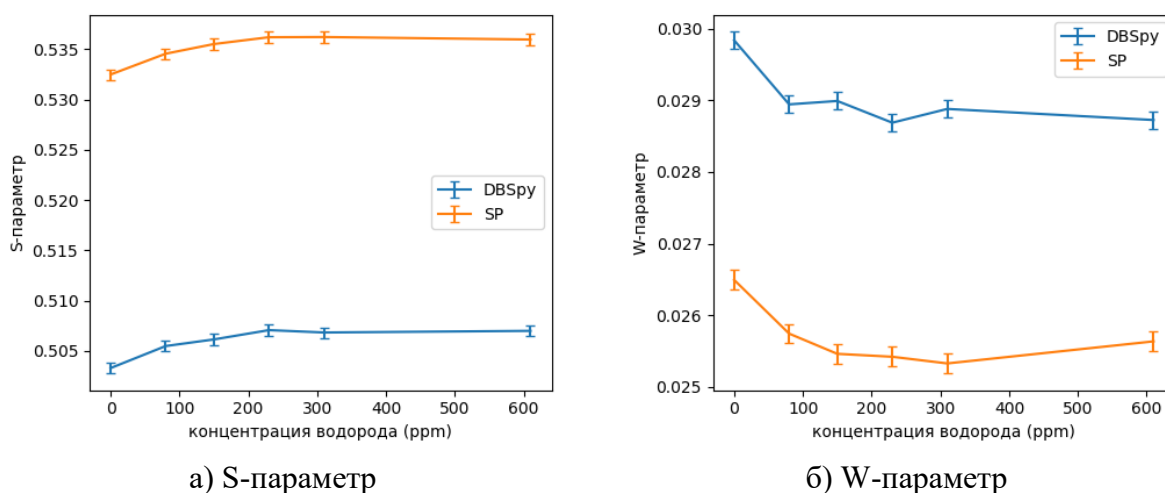 0.535
0.530
0.525
0.520
0.515
0.510
0.505
S-параметр
0 100 200 300 400 500 600
концентрация водорода (ppm)
DBSpy
SP
а) S-параметр
0.030
0.029
0.028
0.027
0.026
0.025
W-параметр
0 100 200 300 400 500 600
концентрация водорода (ppm)
DBSpy
SP
б) W-параметр